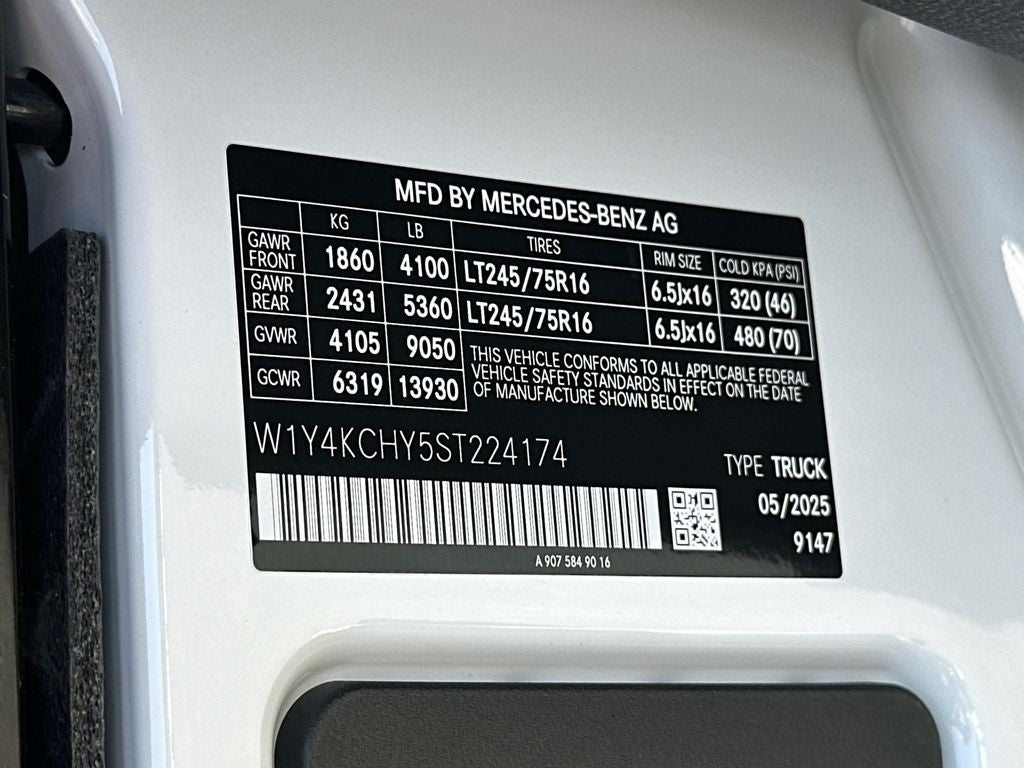 MFD BY MERCEDES-BENZ AG
KG LB TIRES RIM SIZE COLD KPA (PSI)
GAWR FRONT 1860 4100 LT245/75R16 6.5Jx16 320 (46)
GAWR REAR 2431 5360 LT245/75R16 6.5Jx16 480 (70)
GVWR 4105 9050
GCWR 6319 13930
THIS VEHICLE CONFORMS TO ALL APPLICABLE FEDERAL
VEHICLE SAFETY STANDARDS IN EFFECT ON THE DATE
OF MANUFACTURE SHOWN BELOW.
W1Y4KCHY5ST224174
TYPE TRUCK
05/2025
9147
A 907 584 90 16